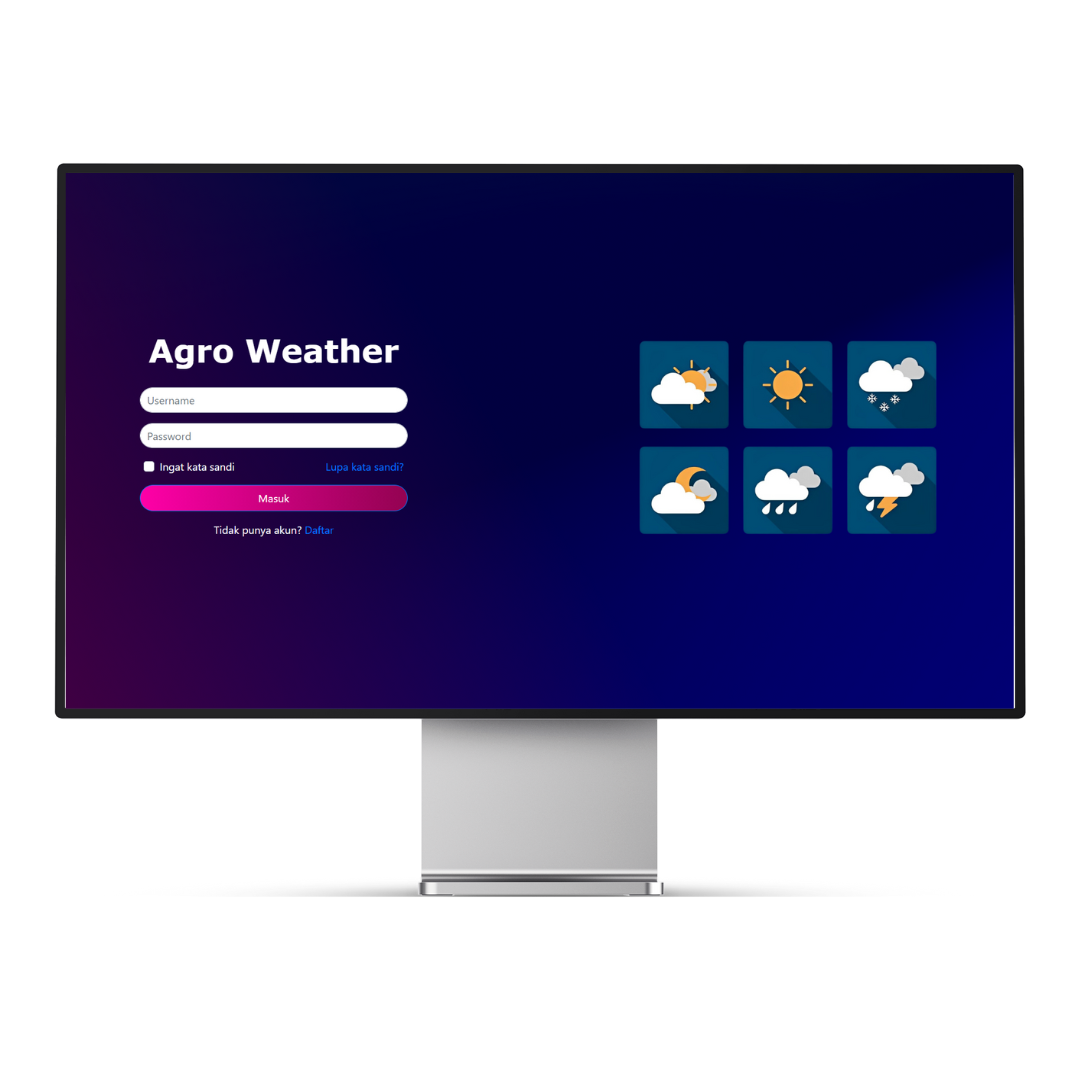 Agro Weather
Username
Password
Ingat kata sandi Lupa kata sandi?
Masuk
Tidak punya akun? Daftar